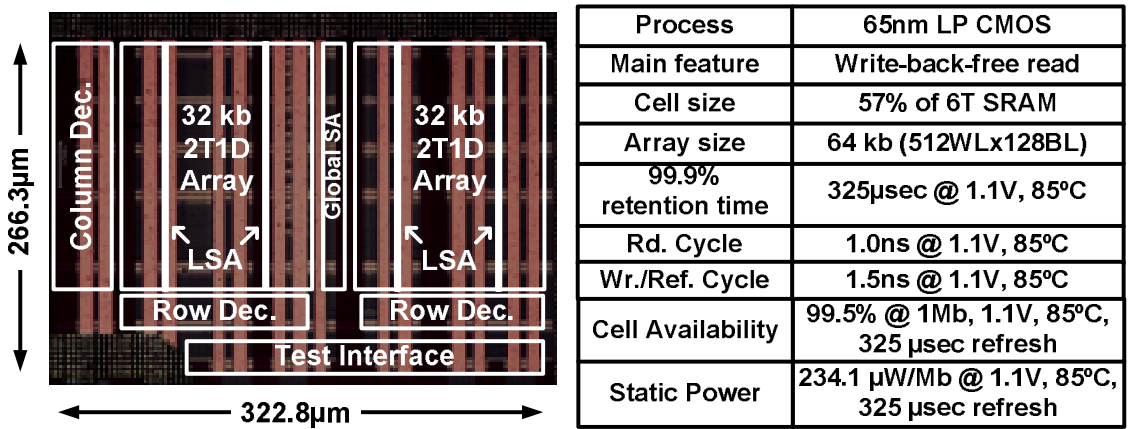 Column Dec.
32 kb
2T1D
Array
LSA
Global SA
32 kb
2T1D
Array
LSA
Row Dec.
Row Dec.
Test Interface
266.3µm
322.8µm
Process
65nm LP CMOS
Main feature
Write-back-free read
Cell size
57% of 6T SRAM
Array size
64 kb (512WLx128BL)
99.9%
retention time
325µsec @ 1.1V, 85ºC
Rd. Cycle
1.0ns @ 1.1V, 85ºC
Wr./Ref. Cycle
1.5ns @ 1.1V, 85ºC
Cell Availability
99.5% @ 1Mb, 1.1V, 85ºC,
325 µsec refresh
Static Power
234.1 µW/Mb @ 1.1V, 85ºC,
325 µsec refresh